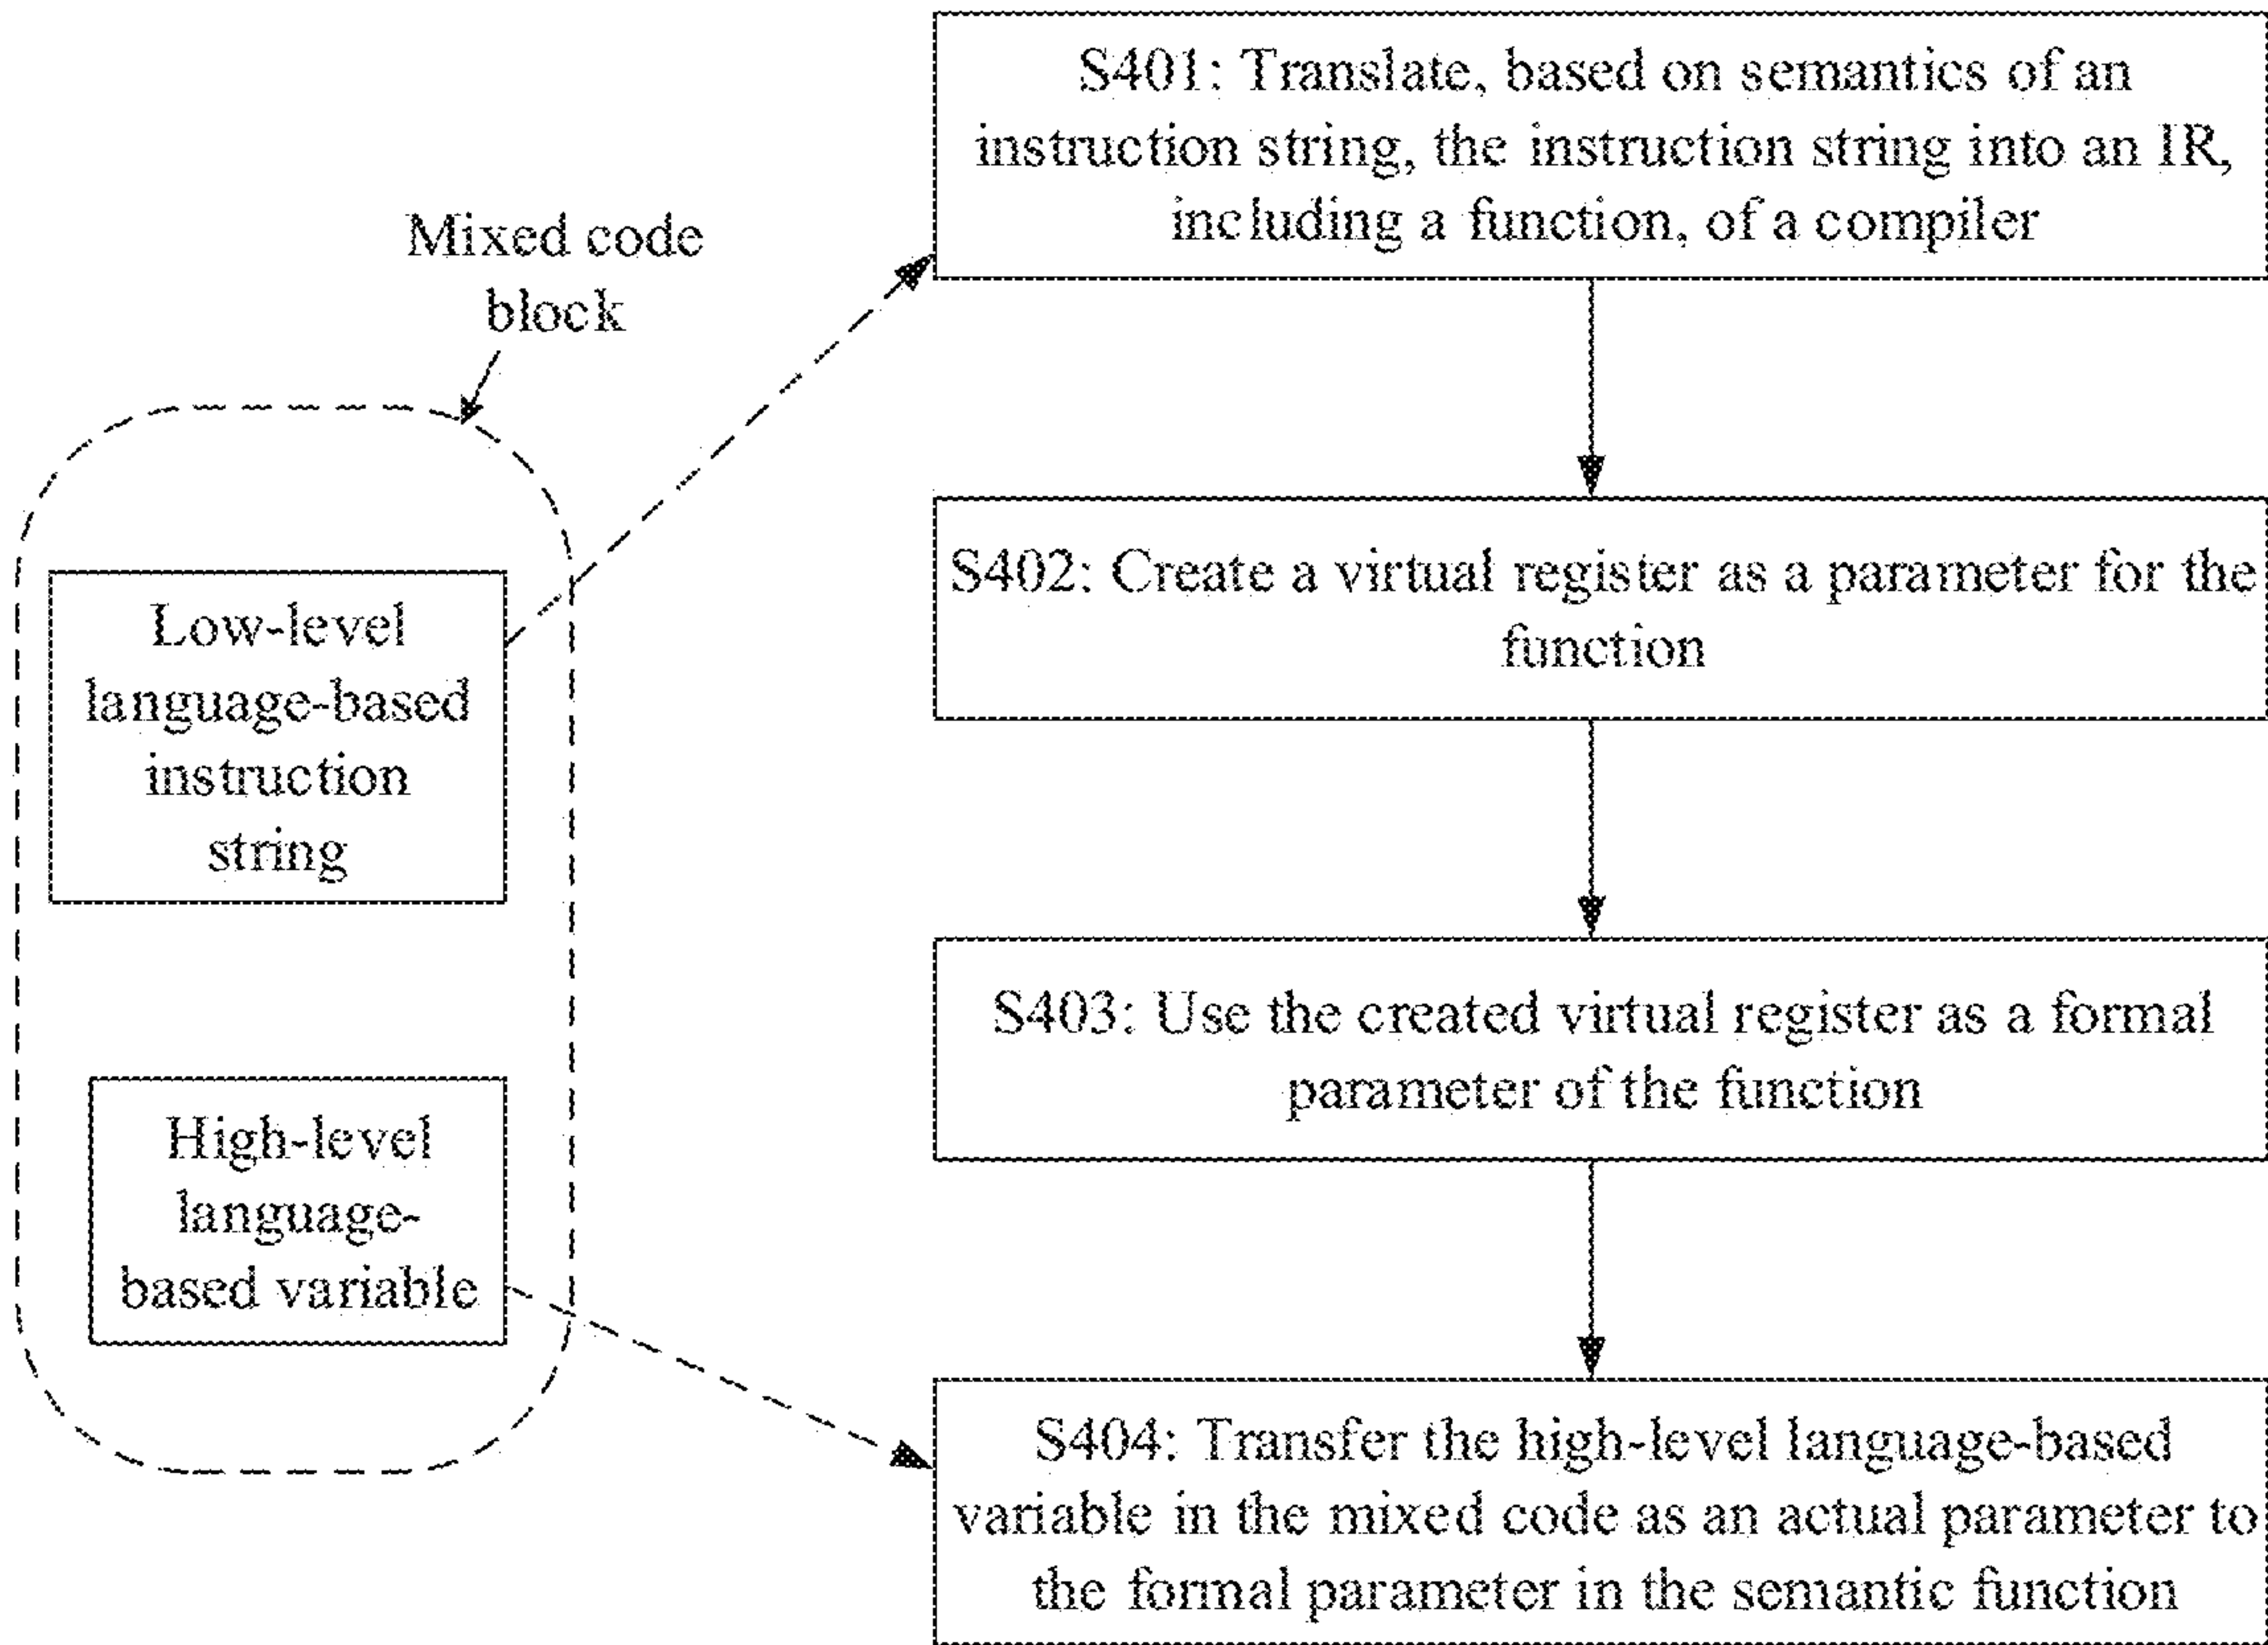 Mixed code
block
Low-level
language-based
instruction
string
High-level
language-
based variable
S401: Translate, based on semantics of an
instruction string, the instruction string into an IR,
including a function, of a compiler
S402: Create a virtual register as a parameter for the
function
S403: Use the created virtual register as a formal
parameter of the function
S404: Transfer the high-level language-based
variable in the mixed code as an actual parameter to
the formal parameter in the semantic function